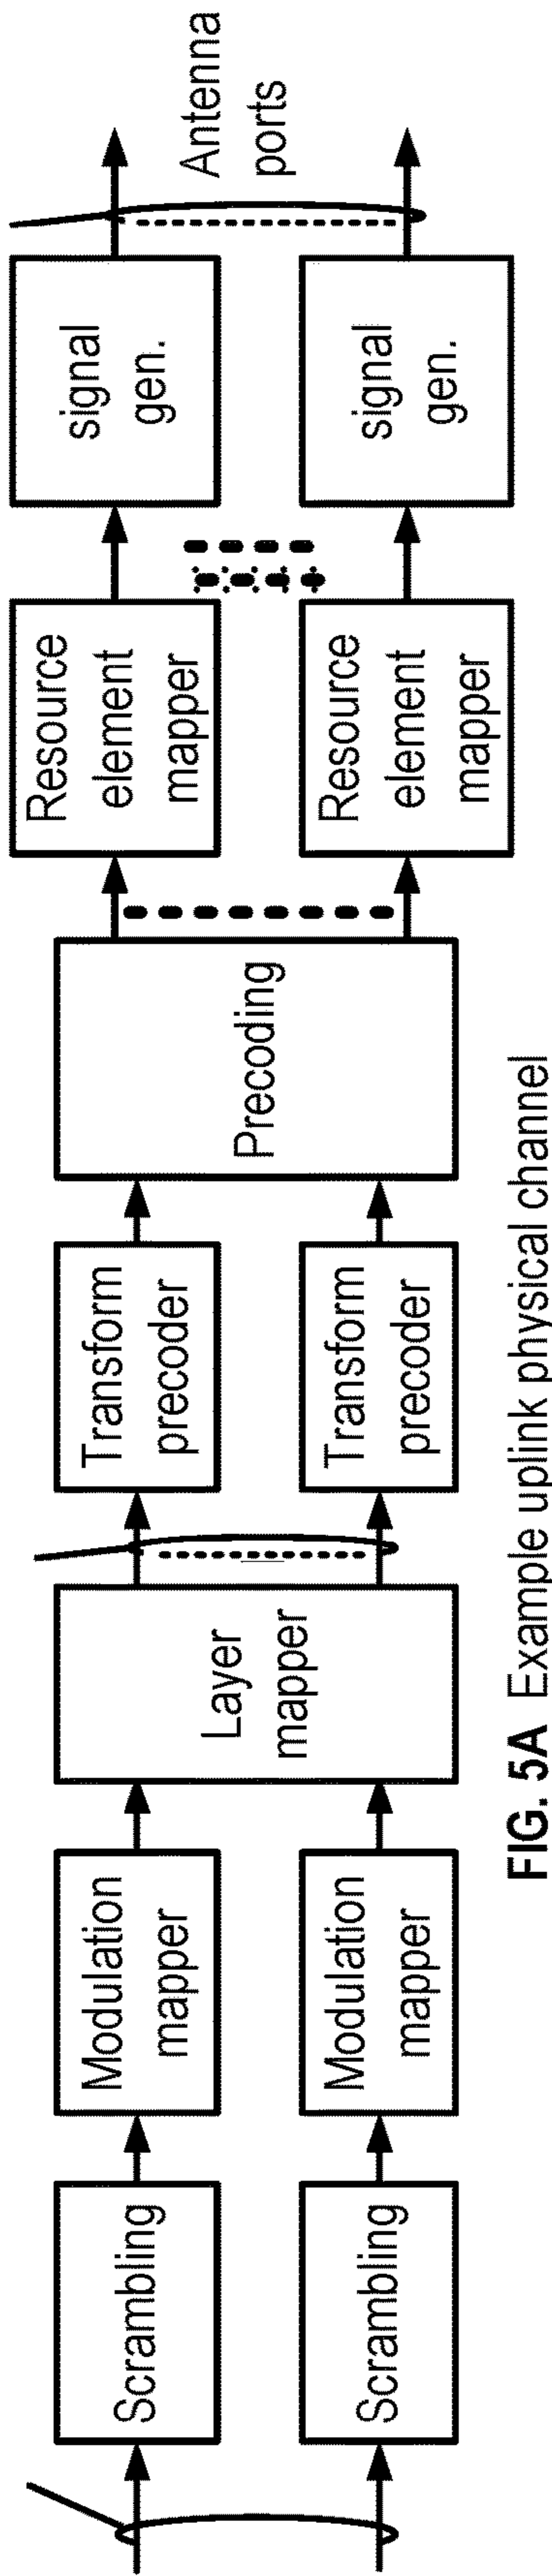 Scrambling
Scrambling
Modulation
mapper
Modulation
mapper
Layer
mapper
Transform
precoder
Transform
precoder
Precoding
Resource
element
mapper
Resource
element
mapper
signal
gen.
signal
gen.
Antenna
ports
FIG. 5A Example uplink physical channel